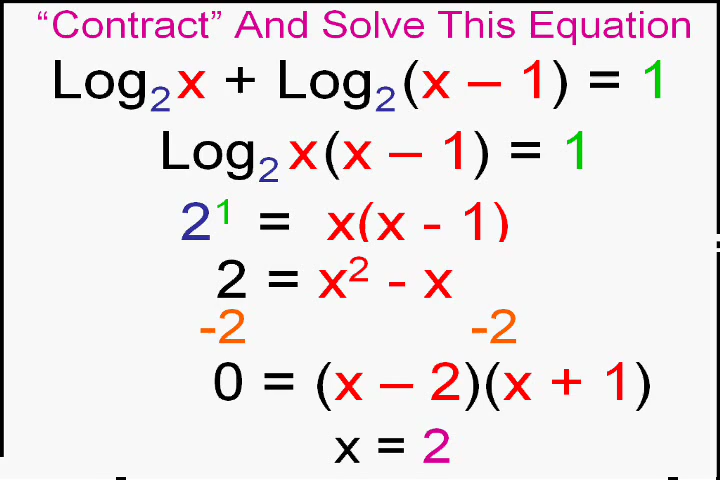 “Contract” And Solve This Equation
Log₂x + Log₂(x – 1) = 1
Log₂x(x – 1) = 1
2¹ = x(x - 1)
2 = x² - x
-2 -2
0 = (x – 2)(x + 1)
x = 2